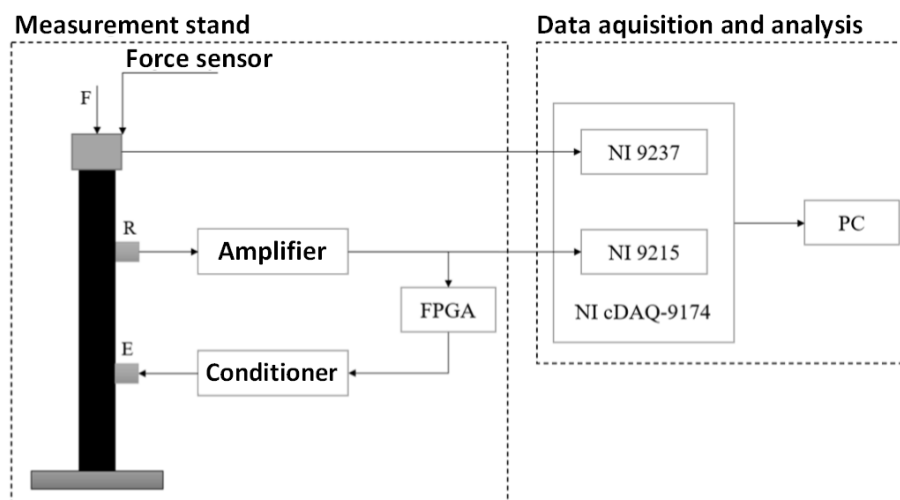 Measurement stand
Data aquisition and analysis
Force sensor
F
NI 9237
R
Amplifier
NI 9215
PC
FPGA
NI cDAQ-9174
E
Conditioner